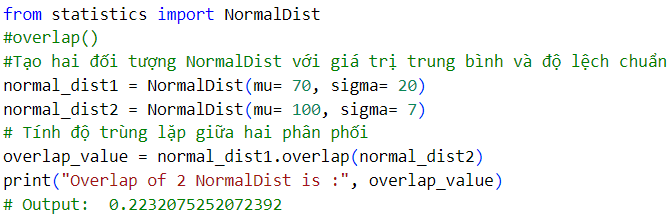 from statistics import NormalDist
#overlap()
#Tạo hai đối tượng NormalDist với giá trị trung bình và độ lệch chuẩn
normal_dist1 = NormalDist(mu= 70, sigma= 20)
normal_dist2 = NormalDist(mu= 100, sigma= 7)
# Tính độ trùng lặp giữa hai phân phối
overlap_value = normal_dist1.overlap(normal_dist2)
print("Overlap of 2 NormalDist is :", overlap_value)
# Output:  0.2232075252072392